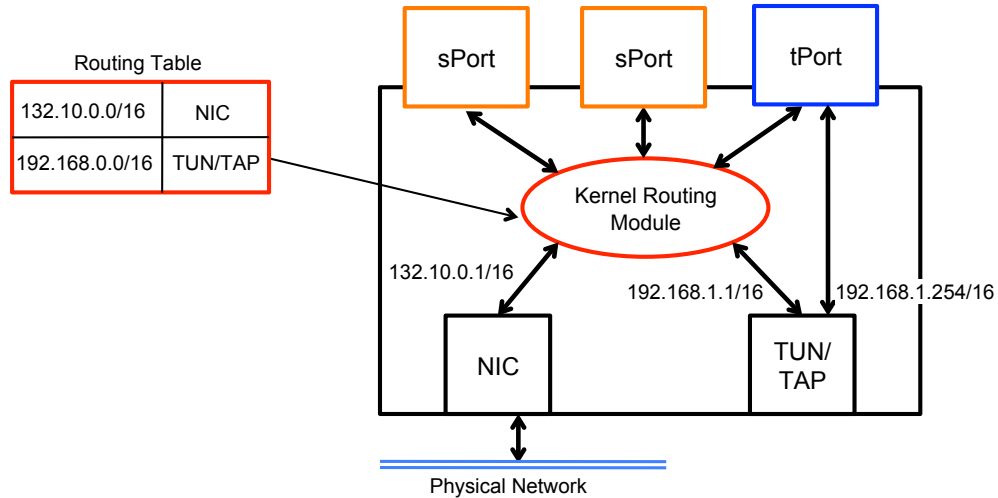 sPort
sPort
tPort
Routing Table
132.10.0.0/16
NIC
192.168.0.0/16
TUN/TAP
Kernel Routing
Module
132.10.0.1/16
192.168.1.1/16
192.168.1.254/16
NIC
TUN/
TAP
Physical Network